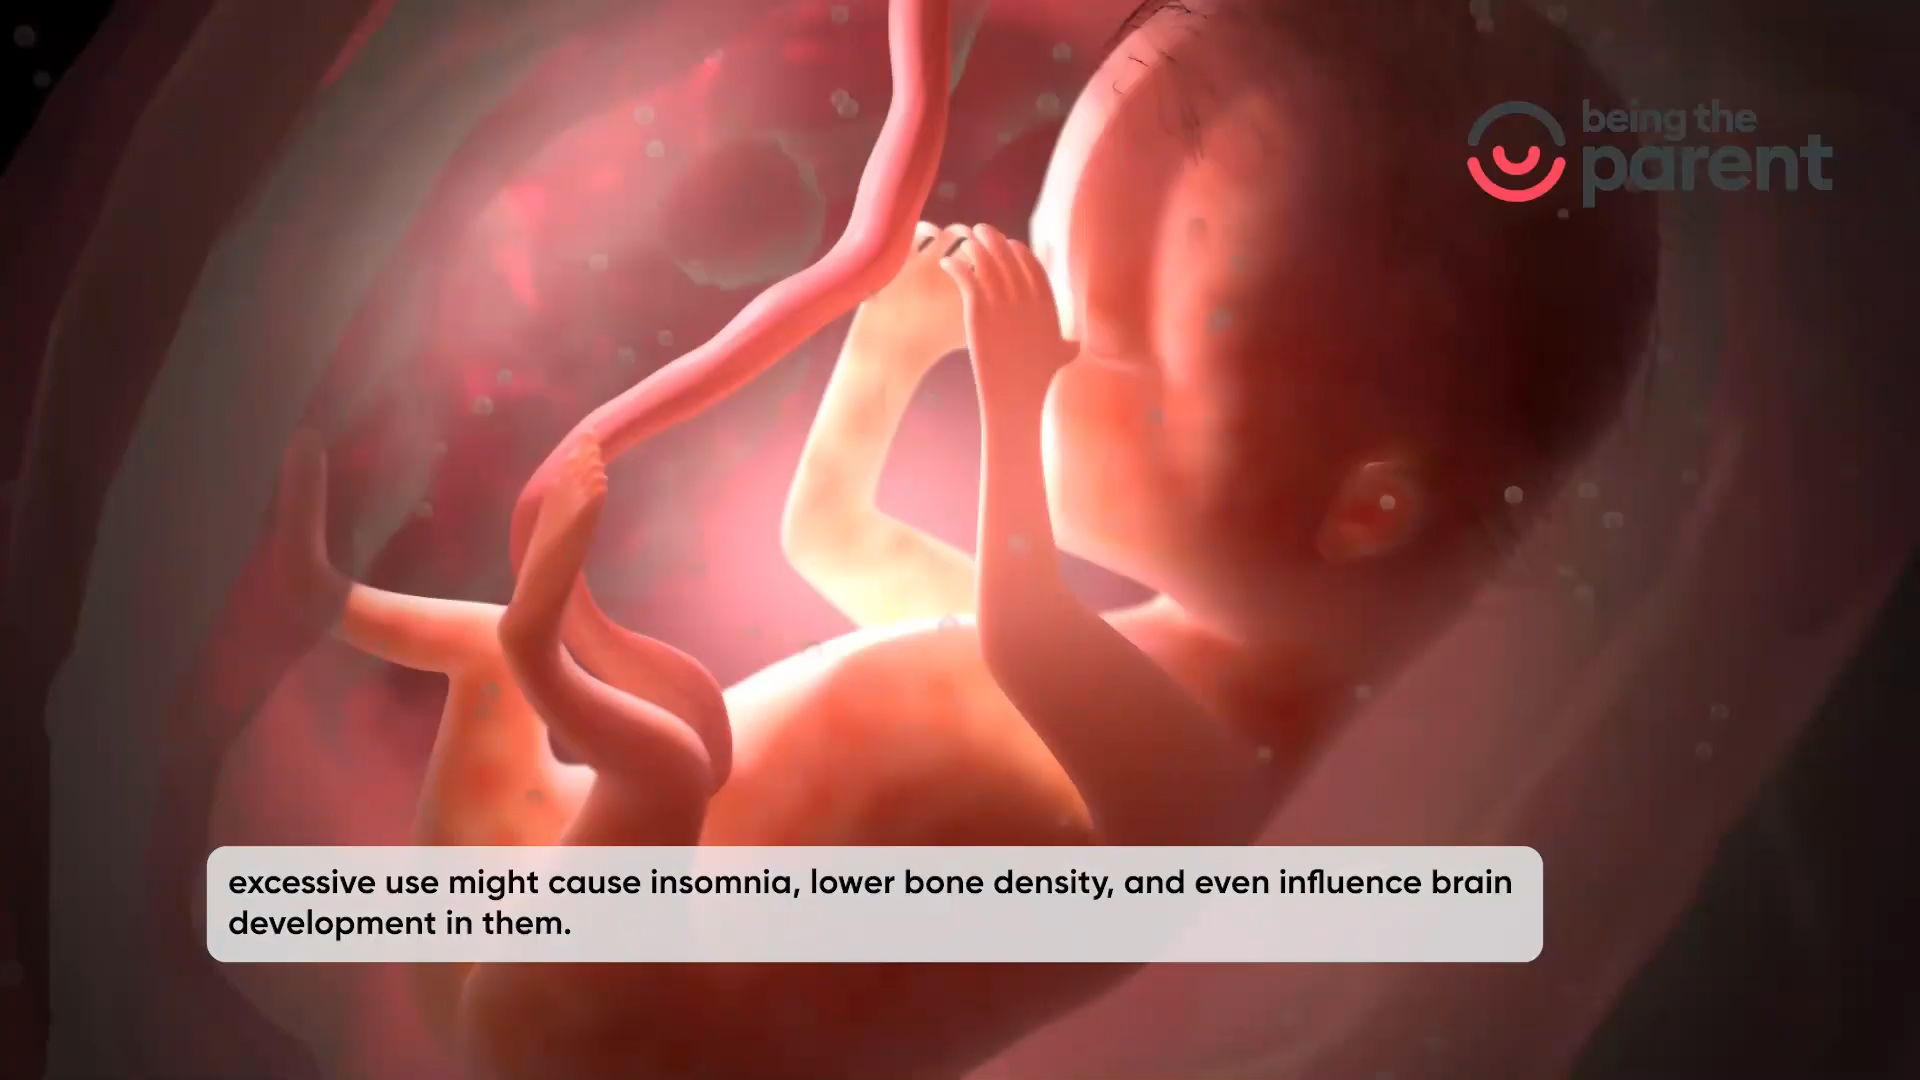 being the
parent
excessive use might cause insomnia, lower bone density, and even influence brain
development in them.